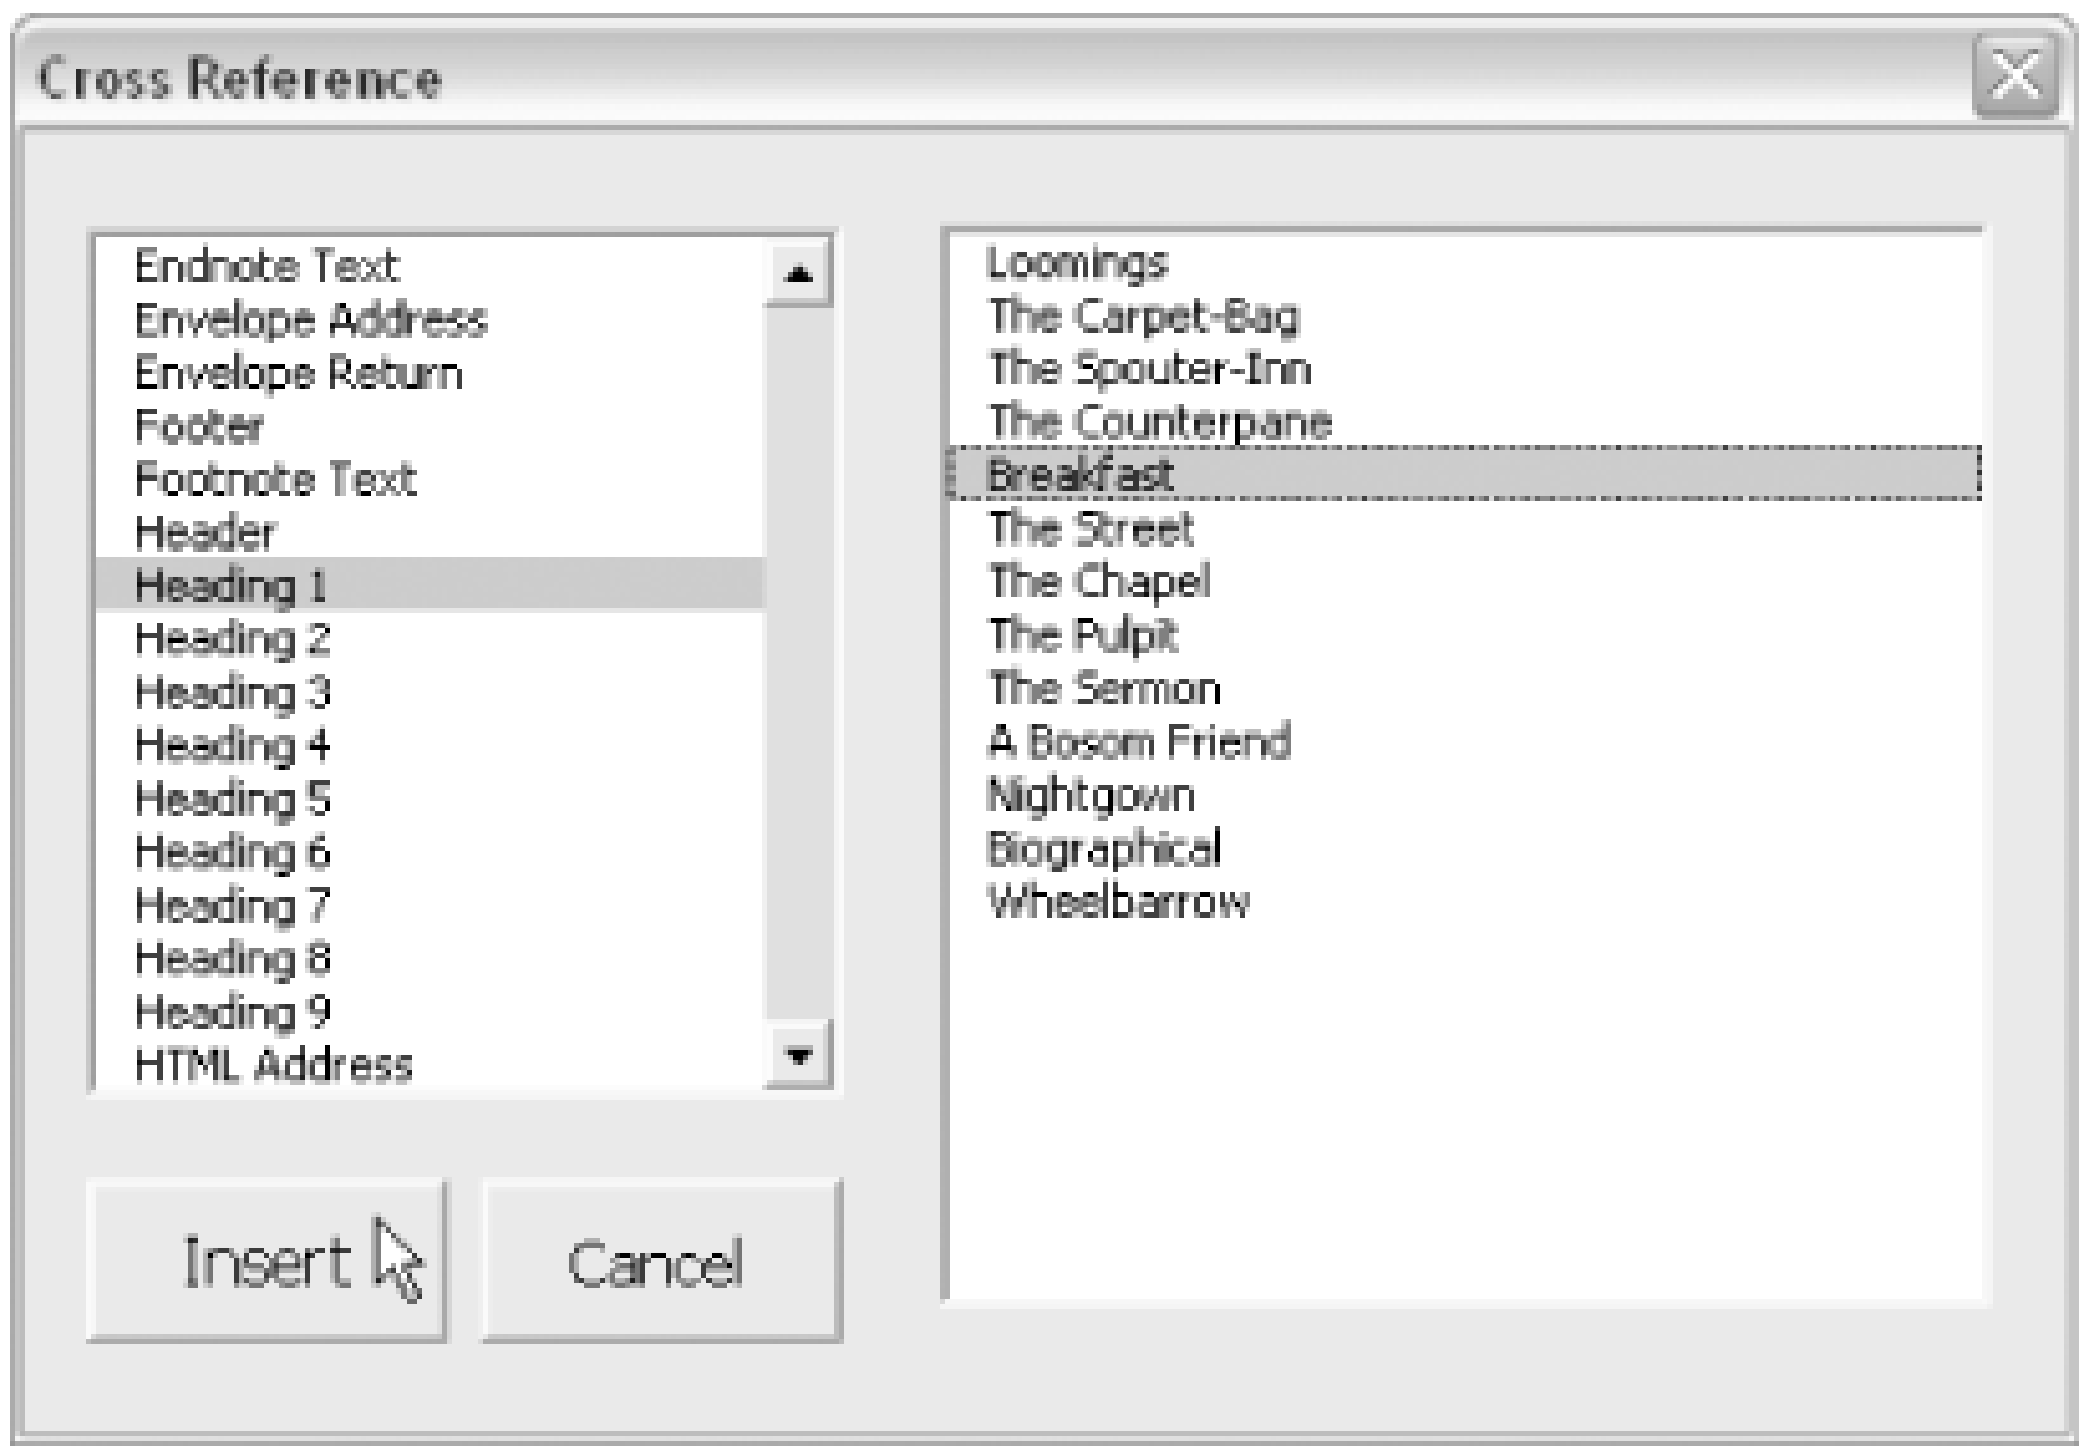 Cross Reference
Endnote Text
Envelope Address
Envelope Return
Footer
Footnote Text
Header
Heading 1
Heading 2
Heading 3
Heading 4
Heading 5
Heading 6
Heading 7
Heading 8
Heading 9
HTML Address
Loomings
The Carpet-Bag
The Spouter-Inn
The Counterpane
Breakfast
The Street
The Chapel
The Pulpit
The Sermon
A Bosom Friend
Nightgown
Biographical
Wheelbarrow
Insert
Cancel